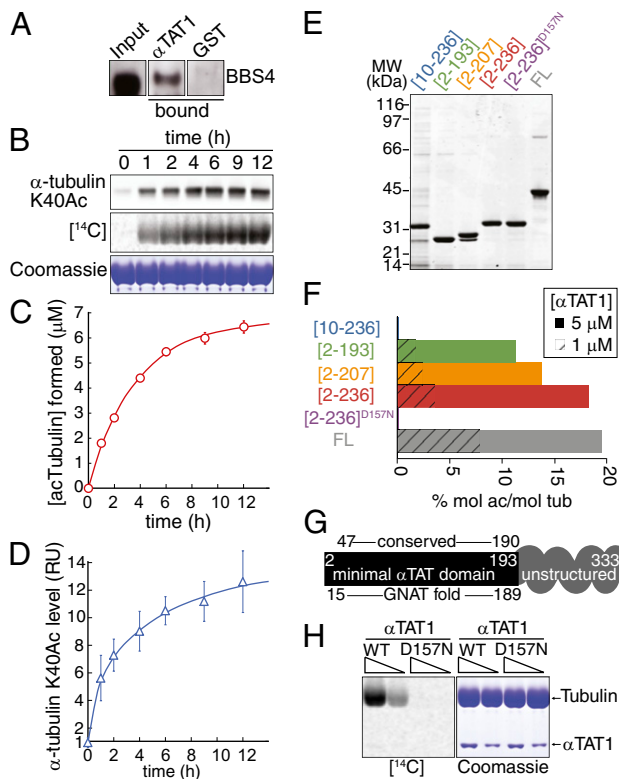 A
Input
αTAT1
GST
BBS4
bound
B
time (h)
0 1 2 4 6 9 12
α-tubulin
K40Ac
[14C]
Coomassie
C
[acTubulin] formed (μM)
7
6
5
4
3
2
1
0
0 2 4 6 8 10 12
time (h)
D
α-tubulin K40Ac level (RU)
14
12
10
8
6
4
2
1
0 2 4 6 8 10 12
time (h)
E
MW
(kDa)
[10-236]
[2-193]
[2-207]
[2-236]
[2-236]D157N
FL
116
97
66
45
31
21
14
F
[αTAT1]
5 μM
1 μM
[10-236]
[2-193]
[2-207]
[2-236]
[2-236]D157N
FL
0 5 10 15 20
% mol ac/mol tub
G
47 conserved 190
2 193 333
minimal αTAT domain unstructured
15 GNAT fold 189
H
αTAT1 αTAT1
WT D157N WT D157N
Tubulin
αTAT1
[14C] Coomassie